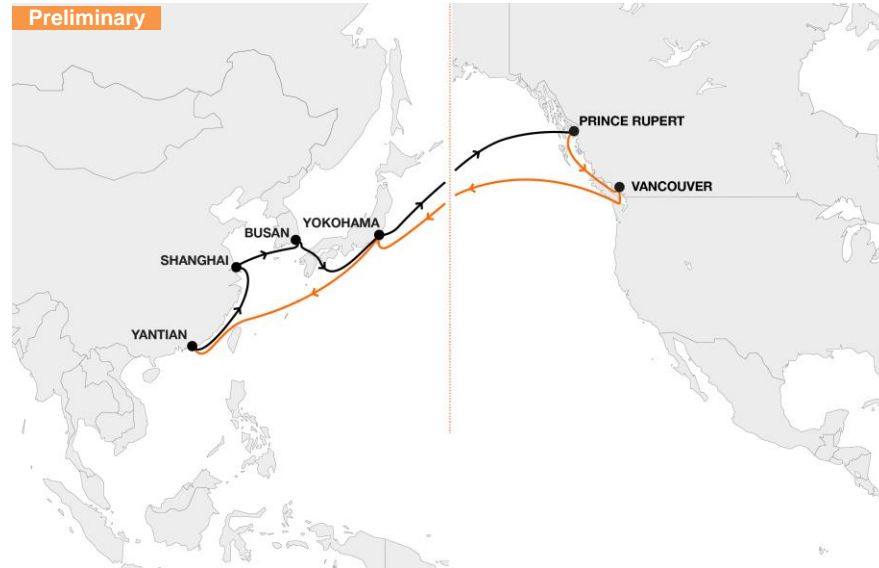 Preliminary
PRINCE RUPERT
VANCOUVER
YOKOHAMA
BUSAN
SHANGHAI
YANTIAN